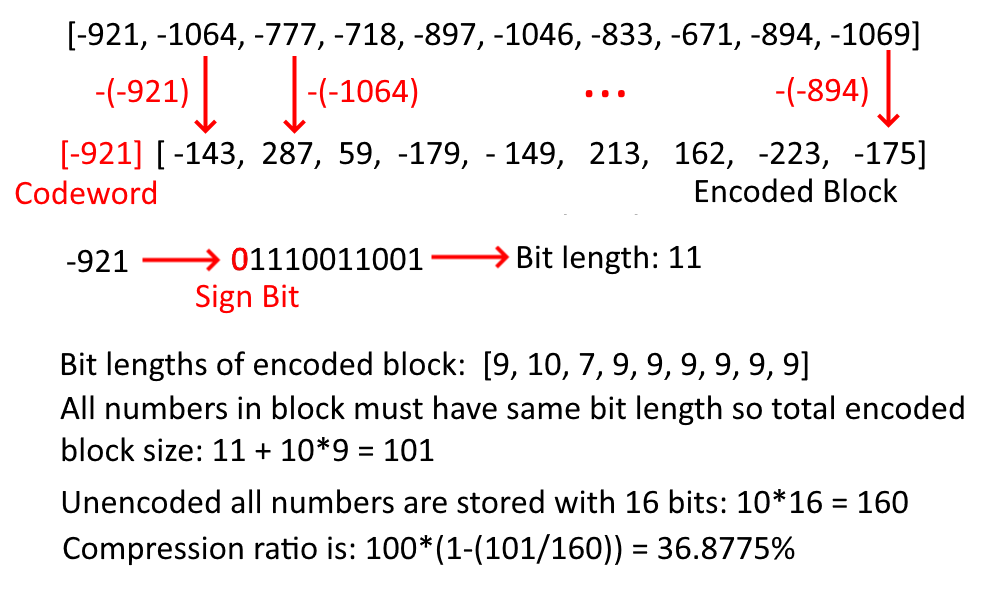 [-921, -1064, -777, -718, -897, -1046, -833, -671, -894, -1069]
-(-921) -(-1064) ... -(-894)
[-921] [ -143, 287, 59, -179, - 149, 213, 162, -223, -175]
Codeword Encoded Block
-921 01110011001 Bit length: 11
Sign Bit
Bit lengths of encoded block: [9, 10, 7, 9, 9, 9, 9, 9, 9]
All numbers in block must have same bit length so total encoded
block size: 11 + 10*9 = 101
Unencoded all numbers are stored with 16 bits: 10*16 = 160
Compression ratio is: 100*(1-(101/160)) = 36.8775%